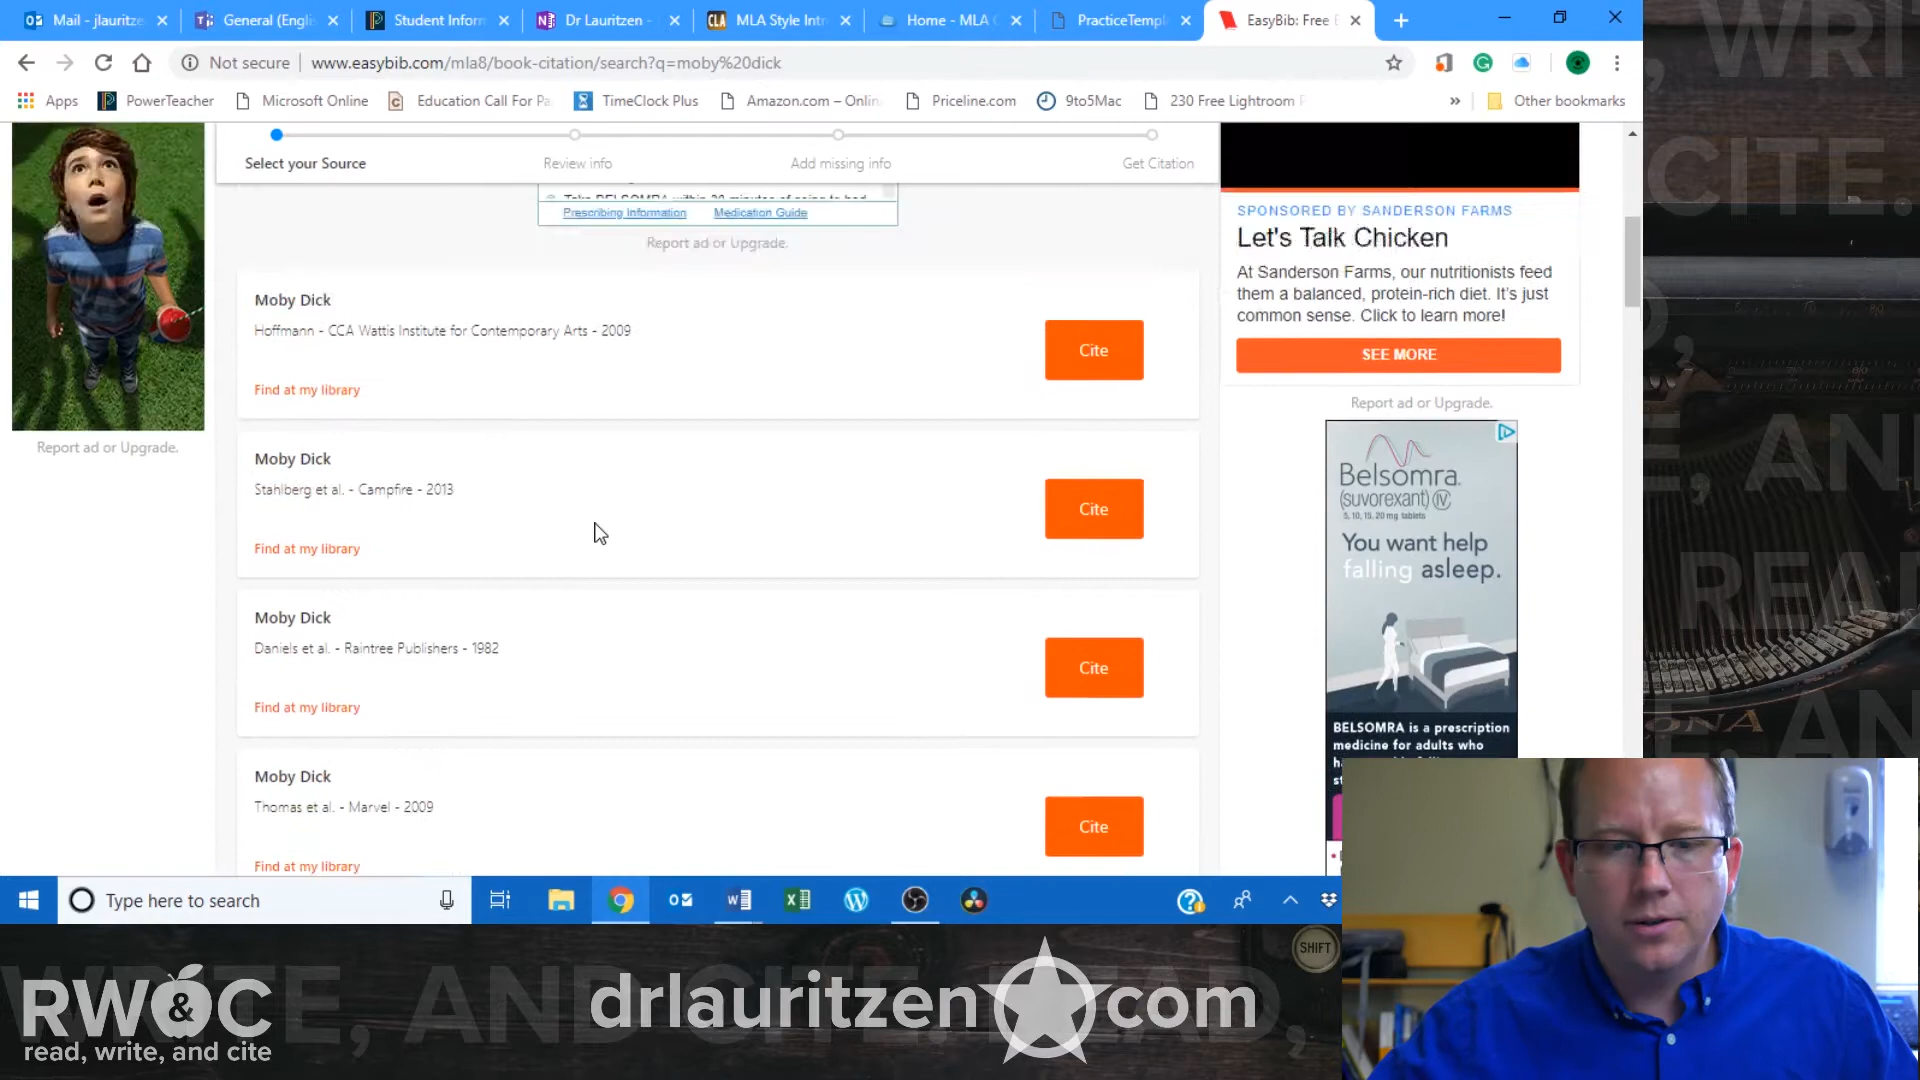 Mail - jlauritze
General (Englis
Student Inforn
Dr Lauritzen -
MLA Style Intr
Home - MLA C
PracticeTempl
EasyBib: Free B
Not secure
www.easybib.com/mla8/book-citation/search?q=moby%20dick
Apps
PowerTeacher
Microsoft Online
Education Call For Pa
TimeClock Plus
Amazon.com – Onlin
Priceline.com
9to5Mac
230 Free Lightroom P
Other bookmarks
Select your Source
Review info
Add missing info
Get Citation
Prescribing Information
Medication Guide
Report ad or Upgrade.
Report ad or Upgrade.
Moby Dick
Hoffmann - CCA Wattis Institute for Contemporary Arts - 2009
Find at my library
Cite
Moby Dick
Stahlberg et al. - Campfire - 2013
Find at my library
Cite
Moby Dick
Daniels et al. - Raintree Publishers - 1982
Find at my library
Cite
Moby Dick
Thomas et al. - Marvel - 2009
Find at my library
Cite
SPONSORED BY SANDERSON FARMS
Let's Talk Chicken
At Sanderson Farms, our nutritionists feed
them a balanced, protein-rich diet. It's just
common sense. Click to learn more!
SEE MORE
Report ad or Upgrade.
Belsomra
(suvorexant) IV
5, 10, 15, 20 mg tablets
You want help
falling asleep.
BELSOMRA is a prescription
medicine for adults who
Type here to search
SHIFT
RW&C
read, write, and cite
drlauritzen
com